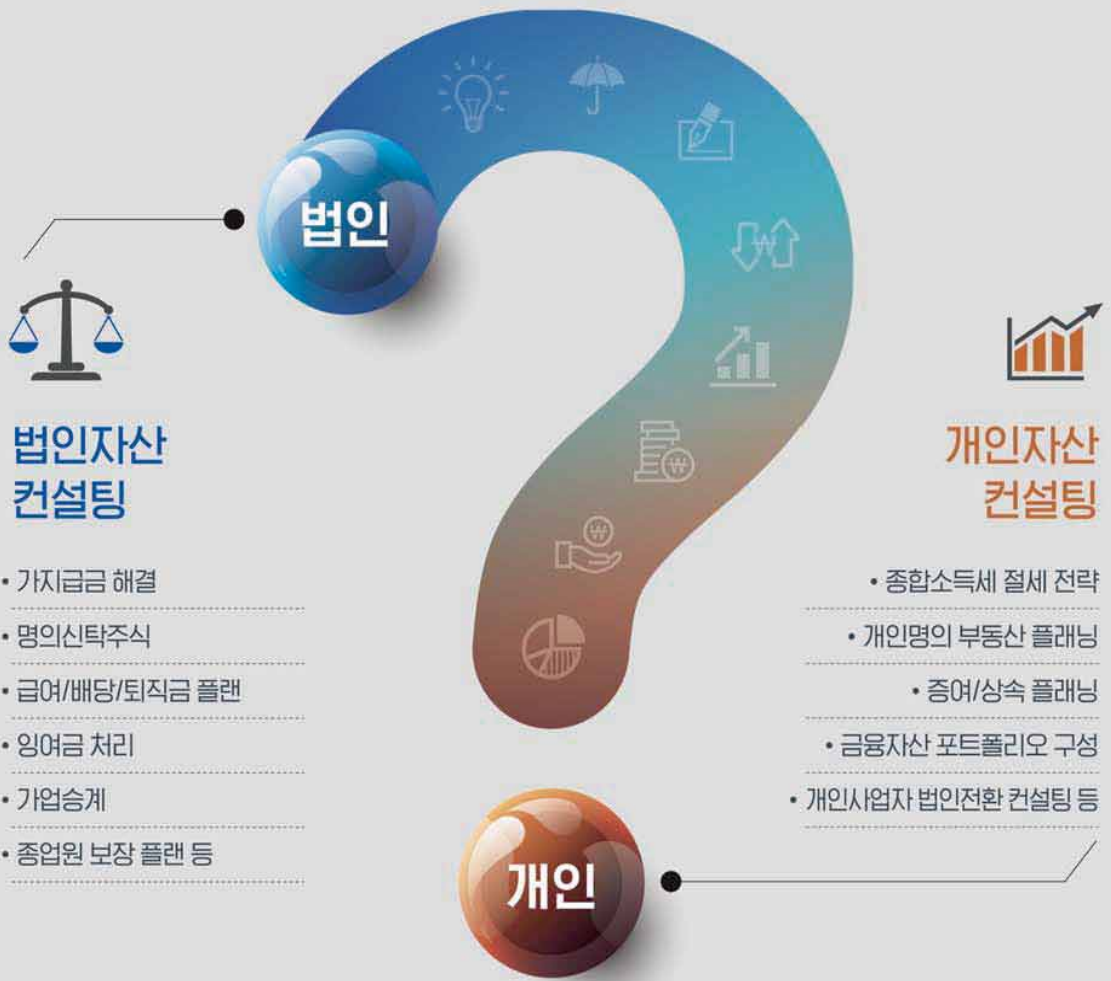 법인
법인자산
컨설팅
• 가지급금 해결
• 명의신탁주식
• 급여/배당/퇴직금 플랜
• 잉여금 처리
• 가업승계
• 종업원 보장 플랜 등
개인자산
컨설팅
• 종합소득세 절세 전략
• 개인명의 부동산 플래닝
• 증여/상속 플래닝
• 금융자산 포트폴리오 구성
• 개인사업자 법인전환 컨설팅 등
개인